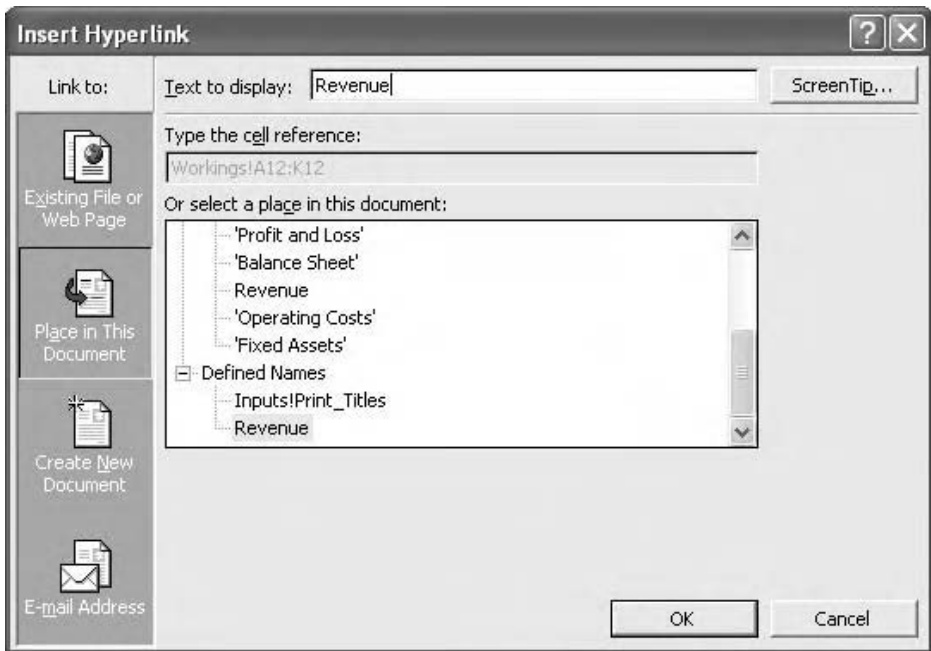 Insert Hyperlink
Link to:
Text to display: Revenue
ScreenTip...
Type the cell reference:
Workings!A12:K12
Or select a place in this document:
'Profit and Loss'
'Balance Sheet'
Revenue
'Operating Costs'
'Fixed Assets'
Defined Names
Inputs!Print_Titles
Revenue
Existing File or
Web Page
Place in This
Document
Create New
Document
E-mail Address
OK
Cancel